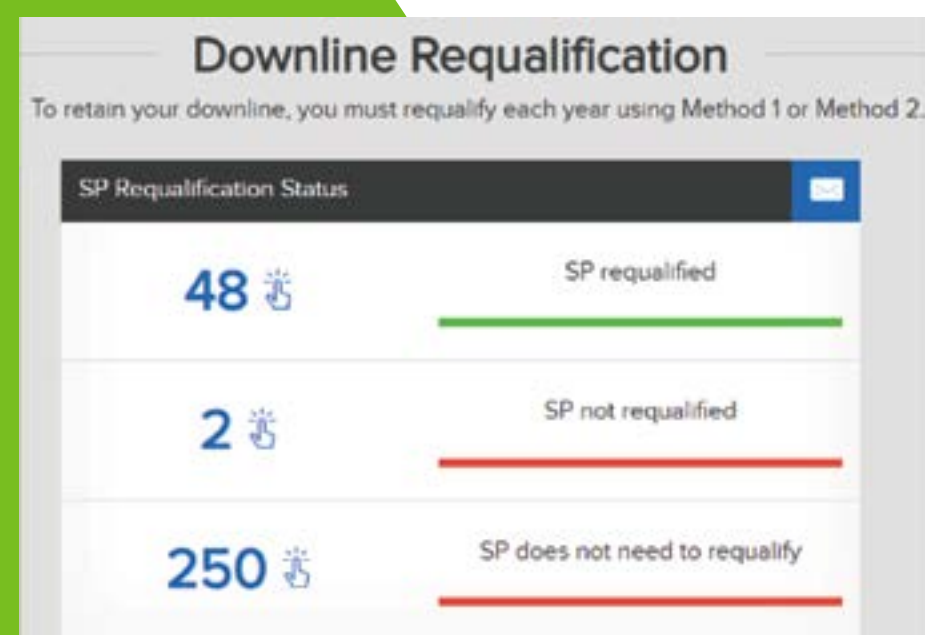 Downline Requalification
To retain your downline, you must requalify each year using Method 1 or Method 2.
SP Requalification Status
48 SP requalified
2 SP not requalified
250 SP does not need to requalify